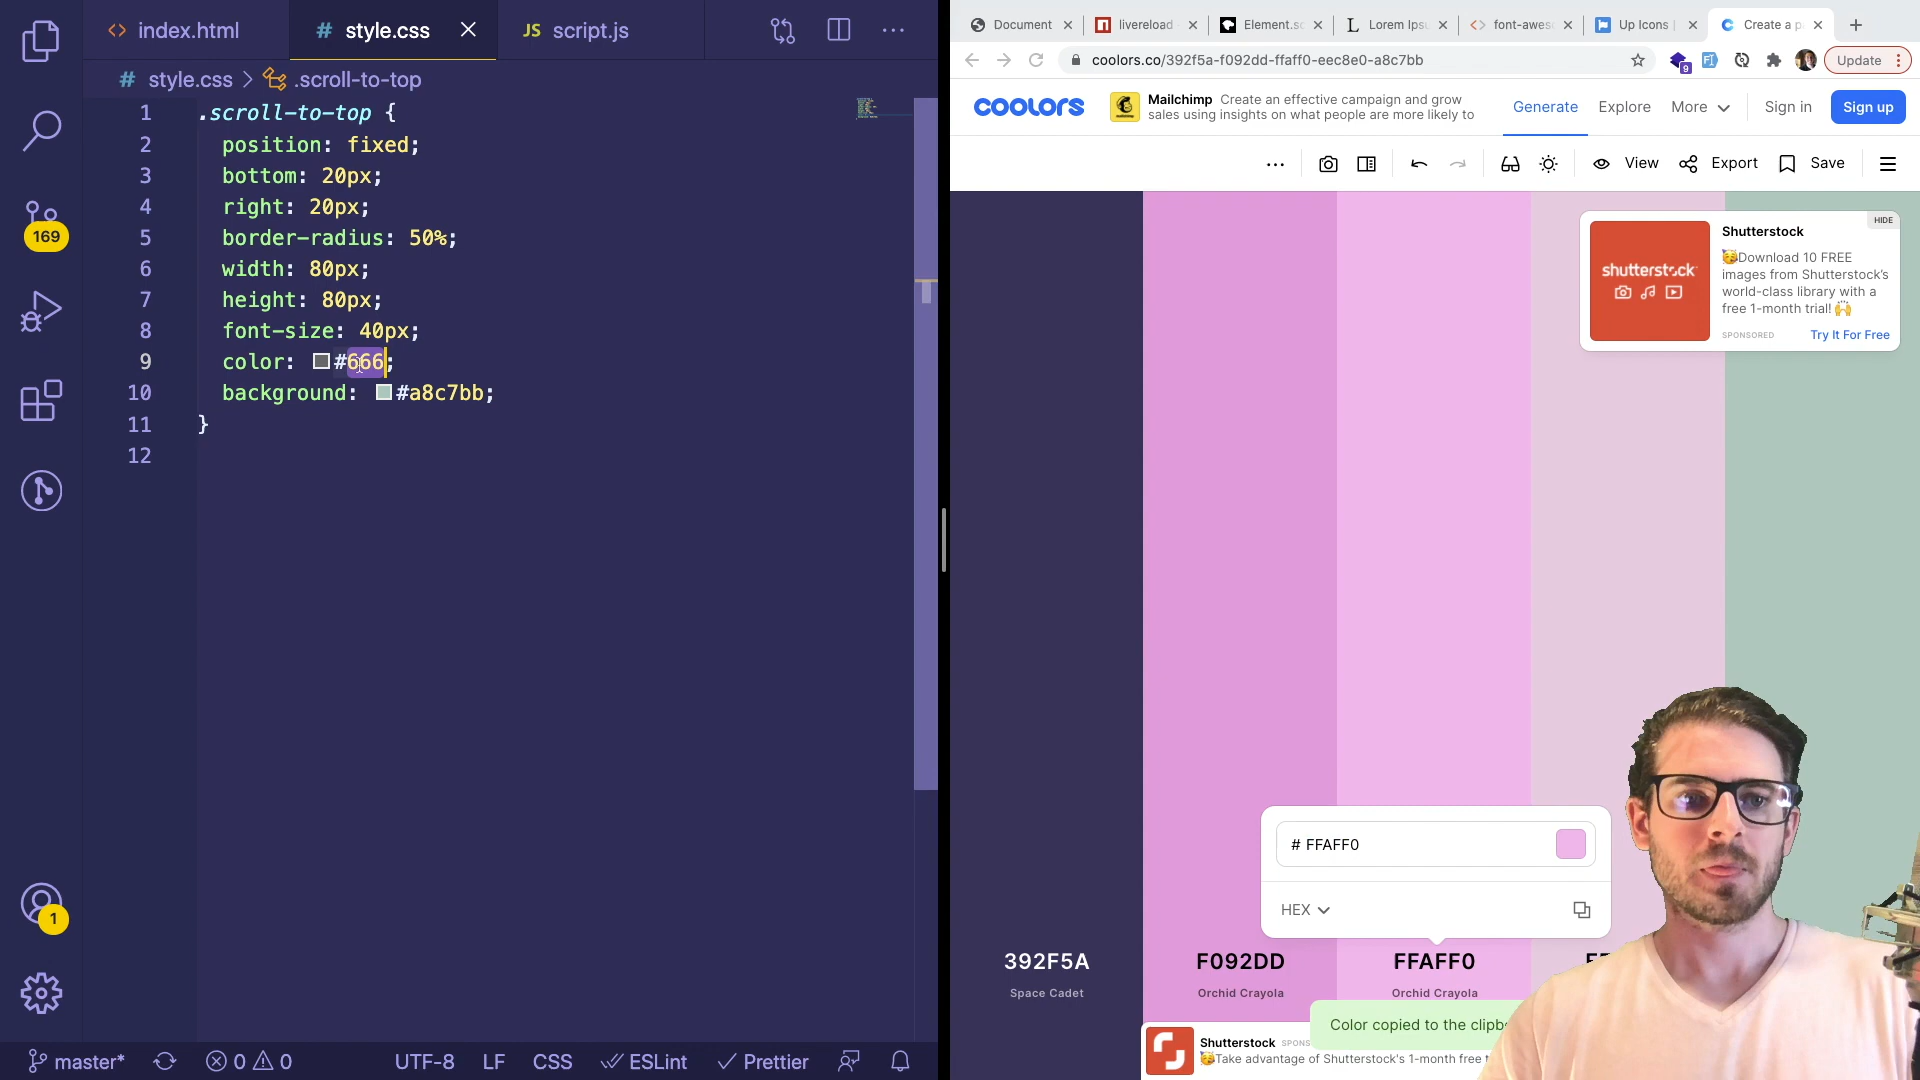 index.html
style.css
JS script.js
style.css > .scroll-to-top
1 .scroll-to-top {
2 position: fixed;
3 bottom: 20px;
4 right: 20px;
5 border-radius: 50%;
6 width: 80px;
7 height: 80px;
8 font-size: 40px;
9 color: #666;
10 background: #a8c7bb;
11 }
12
169
1
master*
0 0
UTF-8
LF
CSS
ESLint
Prettier
Document
livereload
Element.sc
Lorem Ips
font-awes
Up Icons |
Create a p
coolors.co/392f5a-f092dd-ffaff0-eec8e0-a8c7bb
9
Update
coolors
Mailchimp Create an effective campaign and grow
sales using insights on what people are more likely to
Generate
Explore
More
Sign in
Sign up
View
Export
Save
HIDE
shutterstock
Shutterstock
Download 10 FREE
images from Shutterstock's
world-class library with a
free 1-month trial!
SPONSORED
Try It For Free
# FFAFF0
HEX
392F5A
Space Cadet
F092DD
Orchid Crayola
FFAFF0
Orchid Crayola
Color copied to the clipbo
Shutterstock SPONS
Take advantage of Shutterstock's 1-month free t